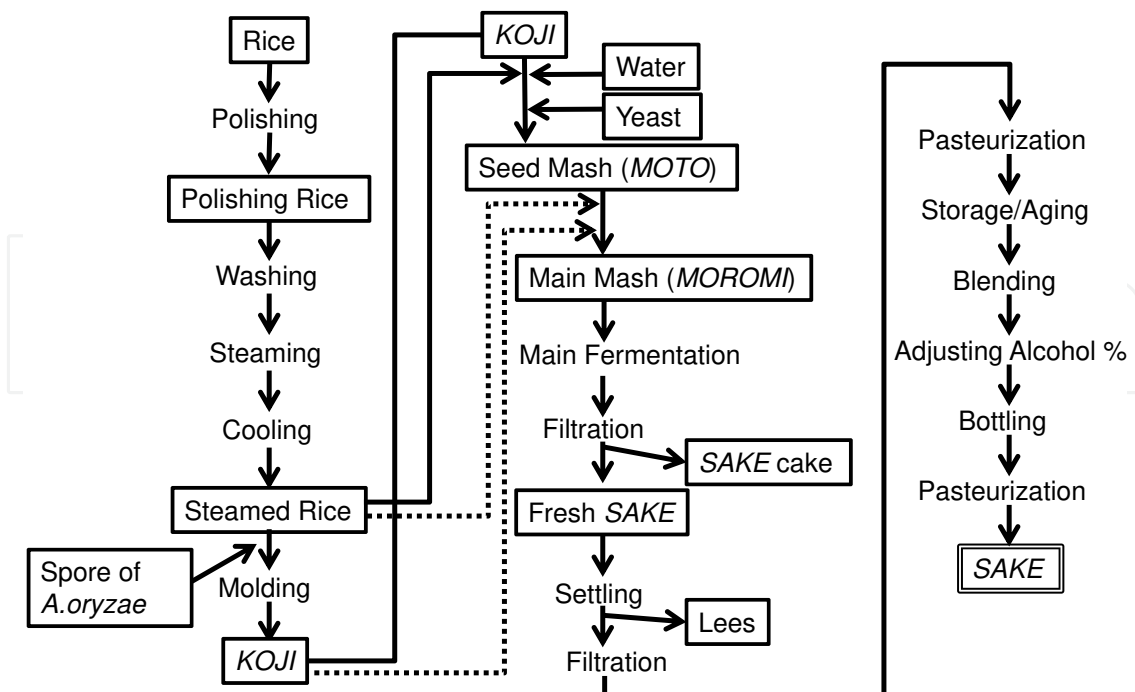 Rice
Polishing
Polishing Rice
Washing
Steaming
Cooling
Steamed Rice
Spore of
A.oryzae
Molding
KOJI
KOJI
Water
Yeast
Seed Mash (MOTO)
Main Mash (MOROMI)
Main Fermentation
Filtration
SAKE cake
Fresh SAKE
Settling
Lees
Filtration
Pasteurization
Storage/Aging
Blending
Adjusting Alcohol %
Bottling
Pasteurization
SAKE